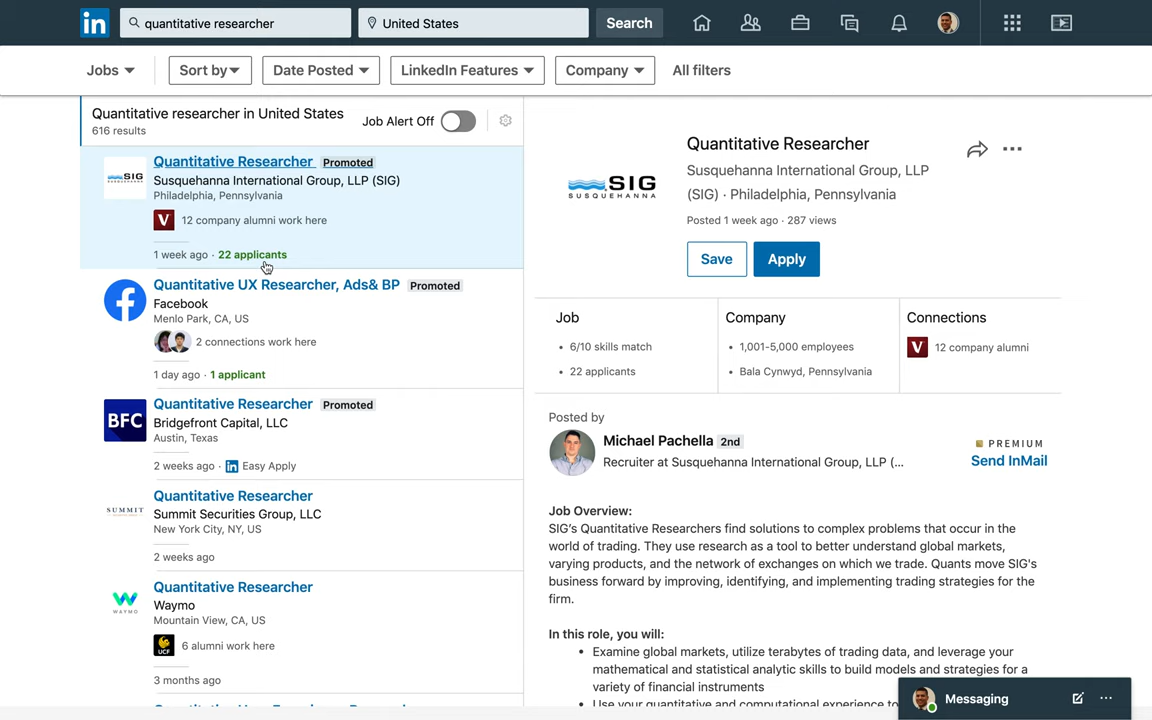 in quantitative researcher United States Search
Jobs Sort by Date Posted LinkedIn Features Company All filters
Quantitative researcher in United States
616 results
Job Alert Off
Quantitative Researcher Promoted
SIG
SUSQUEHANNA
Susquehanna International Group, LLP (SIG)
Philadelphia, Pennsylvania
V 12 company alumni work here
1 week ago · 22 applicants
Quantitative UX Researcher, Ads& BP Promoted
Facebook
Menlo Park, CA, US
2 connections work here
1 day ago · 1 applicant
Quantitative Researcher Promoted
BFC
Bridgefront Capital, LLC
Austin, Texas
2 weeks ago · in Easy Apply
Quantitative Researcher
SUMMIT
Summit Securities Group, LLC
New York City, NY, US
2 weeks ago
Quantitative Researcher
Waymo
WAYMO
Mountain View, CA, US
UCF 6 alumni work here
3 months ago
SIG
SUSQUEHANNA
Quantitative Researcher
Susquehanna International Group, LLP
(SIG) · Philadelphia, Pennsylvania
Posted 1 week ago · 287 views
Save Apply
Job
• 6/10 skills match
• 22 applicants
Company
• 1,001-5,000 employees
• Bala Cynwyd, Pennsylvania
Connections
V 12 company alumni
Posted by
Michael Pachella 2nd
Recruiter at Susquehanna International Group, LLP (...
PREMIUM
Send InMail
Job Overview:
SIG's Quantitative Researchers find solutions to complex problems that occur in the
world of trading. They use research as a tool to better understand global markets,
varying products, and the network of exchanges on which we trade. Quants move SIG's
business forward by improving, identifying, and implementing trading strategies for the
firm.
In this role, you will:
• Examine global markets, utilize terabytes of trading data, and leverage your
mathematical and statistical analytic skills to build models and strategies for a
variety of financial instruments
• Use your quantitative and computational experience to
Messaging